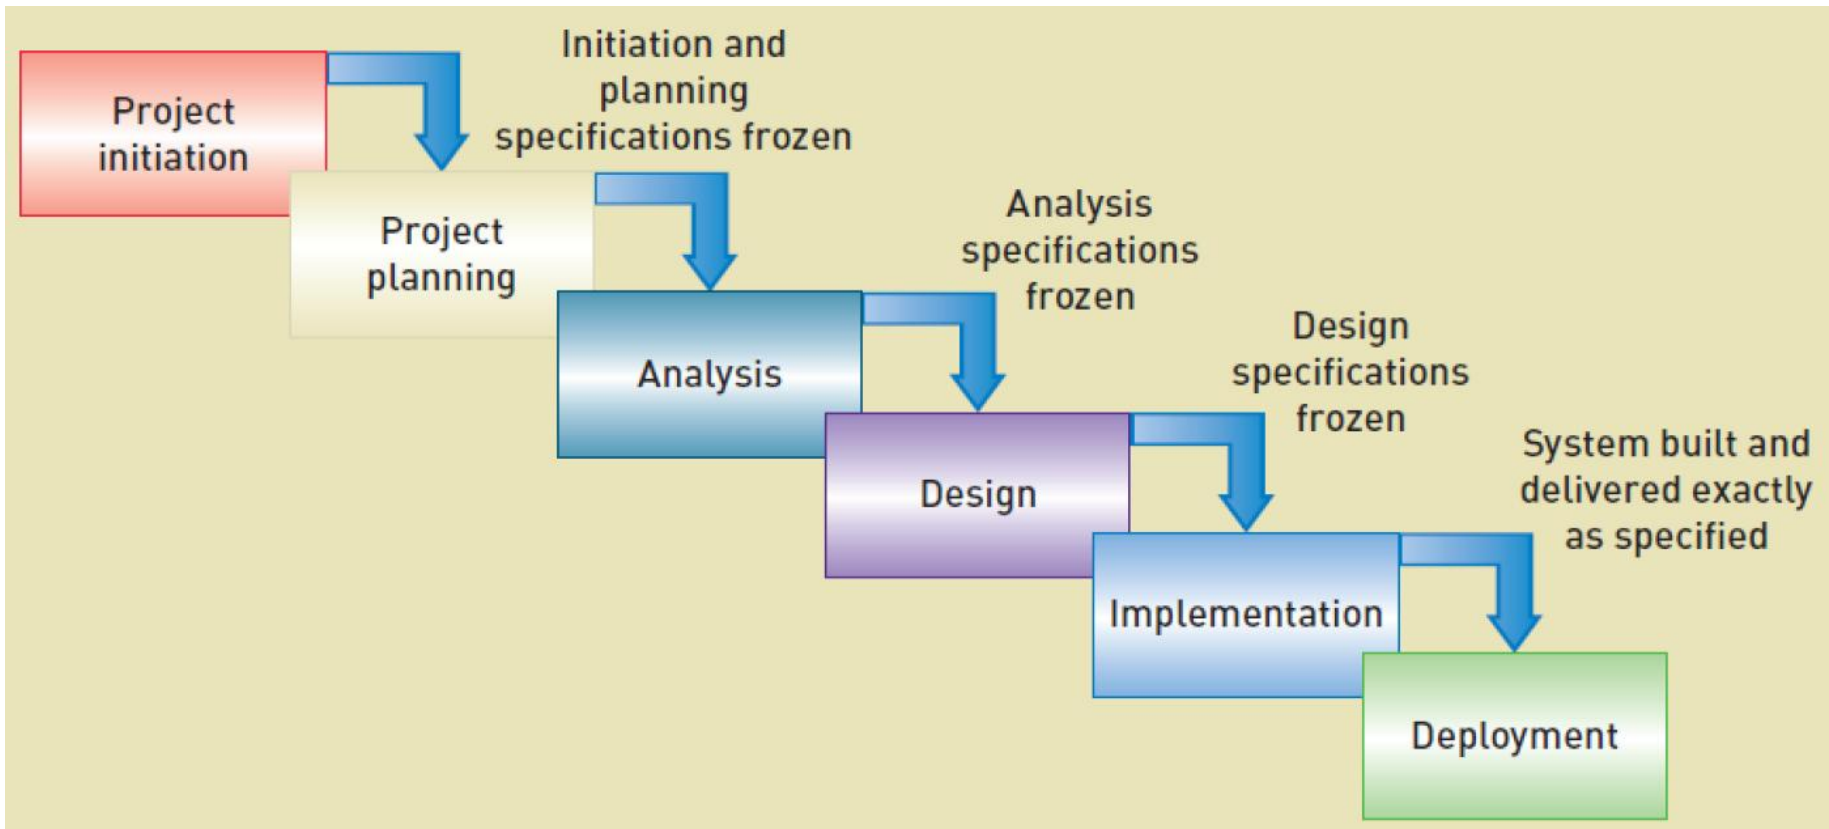 Project
initiation
Initiation and
planning
specifications frozen
Project
planning
Analysis
specifications
frozen
Analysis
Design
specifications
frozen
Design
System built and
delivered exactly
as specified
Implementation
Deployment